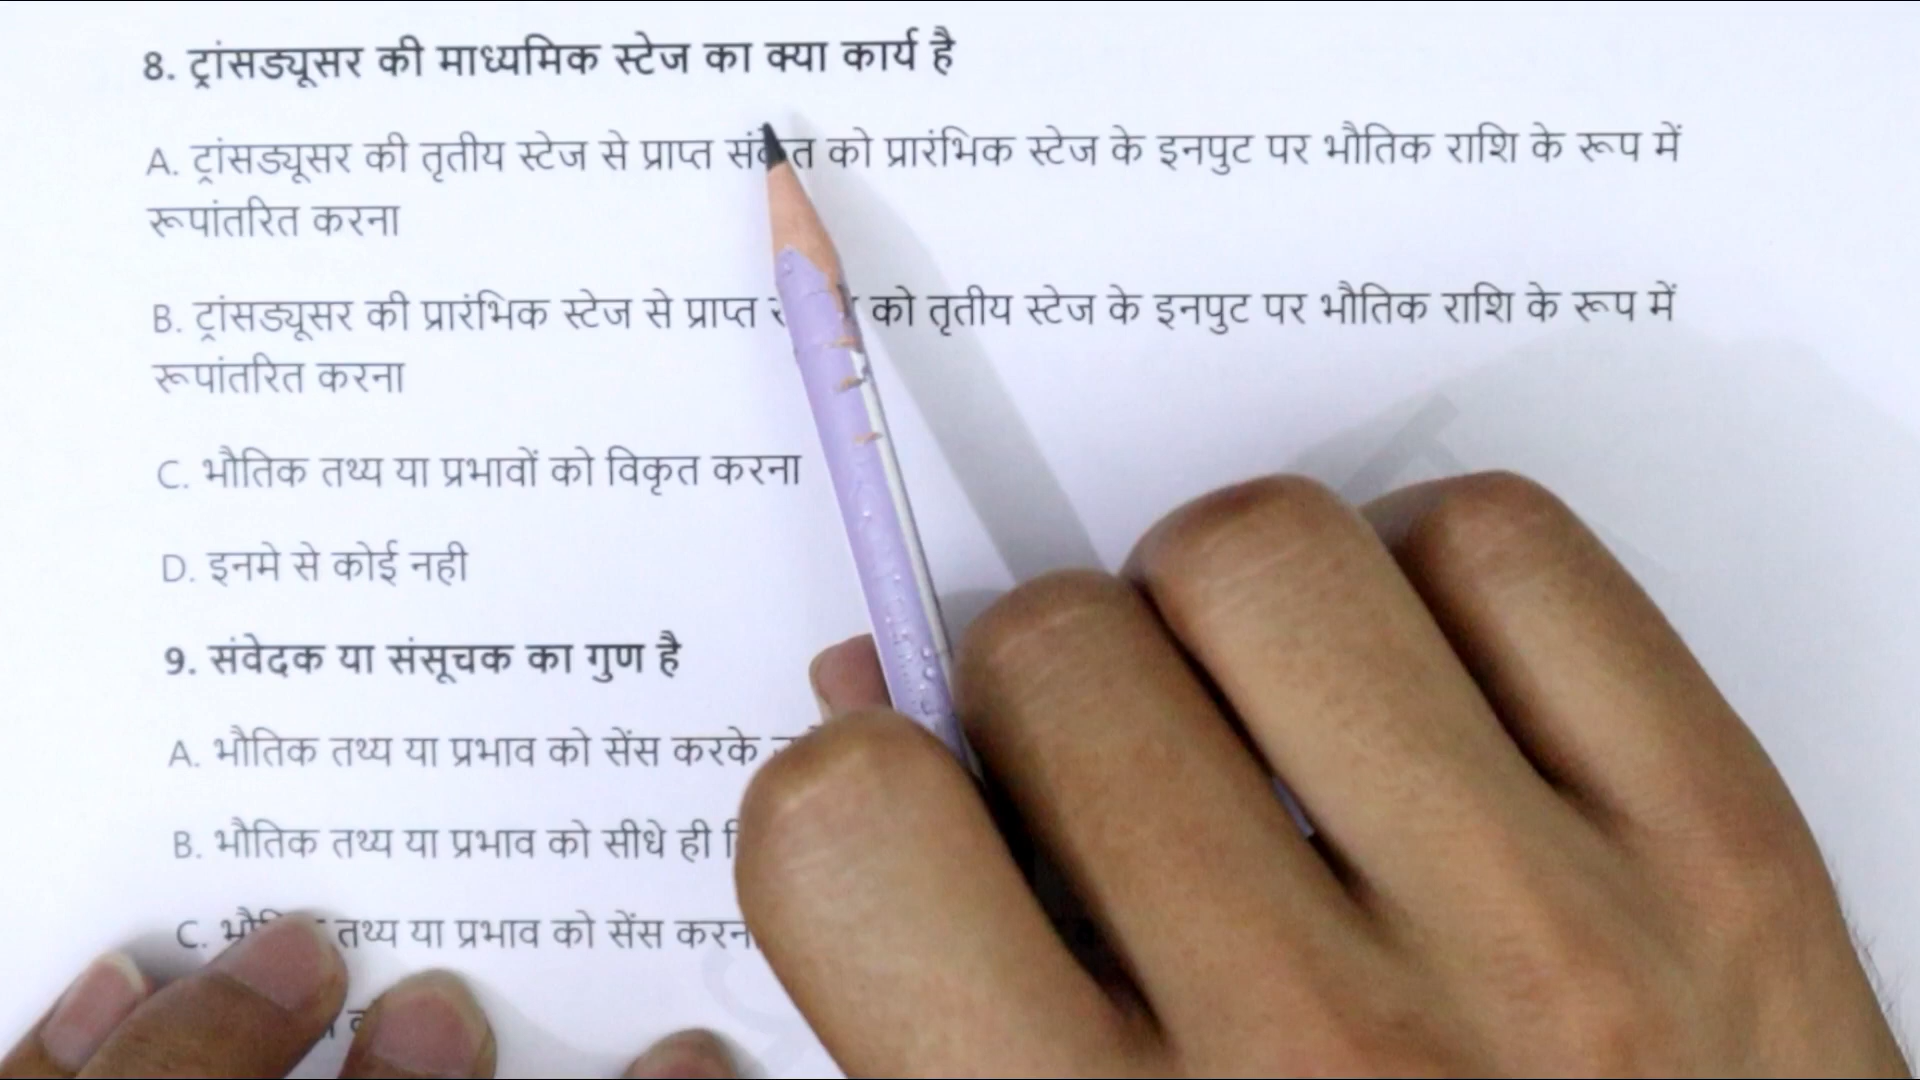 8. ट्रांसड्यूसर की माध्यमिक स्टेज का क्या कार्य है
A. ट्रांसड्यूसर की तृतीय स्टेज से प्राप्त संकेत को प्रारंभिक स्टेज के इनपुट पर भौतिक राशि के रूप में
रूपांतरित करना
B. ट्रांसड्यूसर की प्रारंभिक स्टेज से प्राप्त को तृतीय स्टेज के इनपुट पर भौतिक राशि के रूप में
रूपांतरित करना
C. भौतिक तथ्य या प्रभावों को विकृत करना
D. इनमे से कोई नही
9. संवेदक या संसूचक का गुण है
A. भौतिक तथ्य या प्रभाव को सेंस करके
B. भौतिक तथ्य या प्रभाव को सीधे ही
C. तथ्य या प्रभाव को सेंस